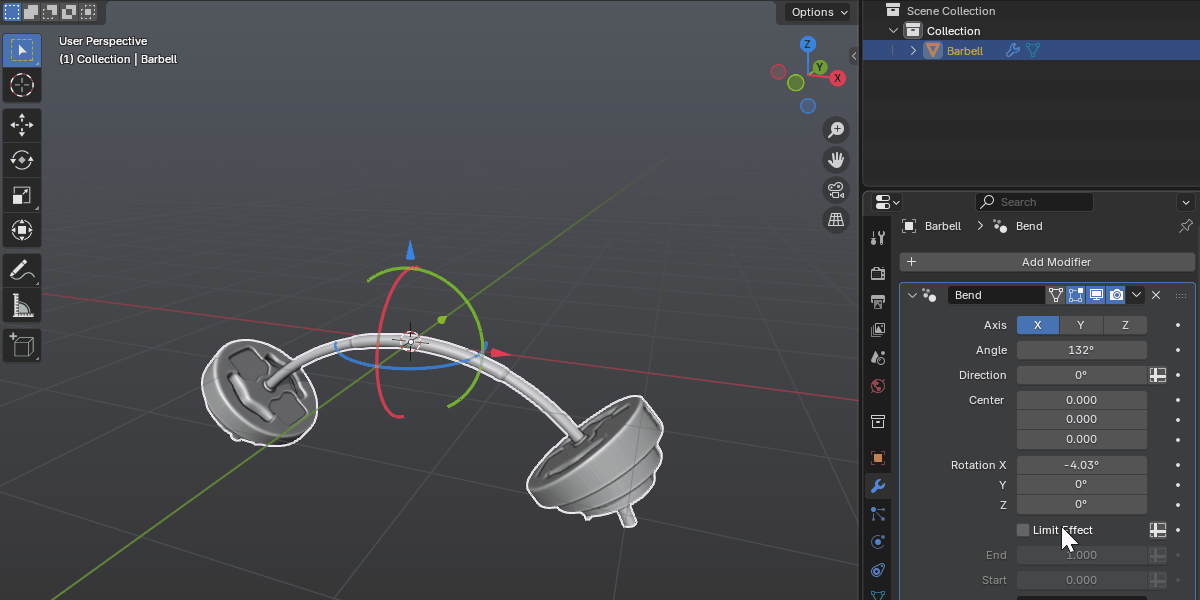 Options
User Perspective
(1) Collection | Barbell
Z
Y
X
Scene Collection
Collection
Barbell
Search
Barbell > Bend
Add Modifier
Bend
Axis X Y Z
Angle 132°
Direction 0°
Center 0.000
0.000
0.000
Rotation X -4.03°
Y 0°
Z 0°
Limit Effect
End 1.000
Start 0.000